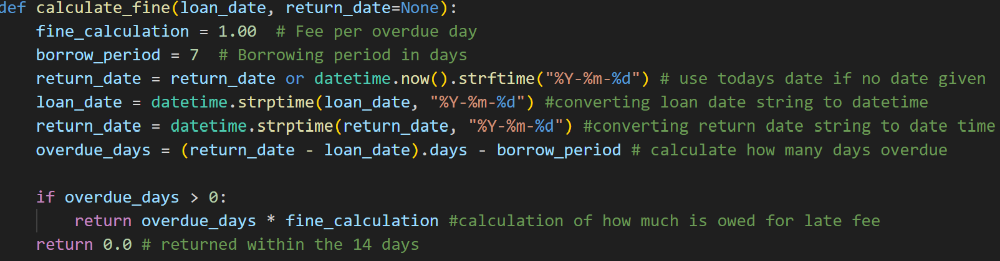 def calculate_fine(loan_date, return_date=None):
    fine_calculation = 1.00  # Fee per overdue day
    borrow_period = 7  # Borrowing period in days
    return_date = return_date or datetime.now().strftime("%Y-%m-%d") # use todays date if no date given
    loan_date = datetime.strptime(loan_date, "%Y-%m-%d") #converting loan date string to datetime
    return_date = datetime.strptime(return_date, "%Y-%m-%d") #converting return date string to date time
    overdue_days = (return_date - loan_date).days - borrow_period # calculate how many days overdue
    if overdue_days > 0:
        return overdue_days * fine_calculation #calculation of how much is owed for late fee
    return 0.0 # returned within the 14 days